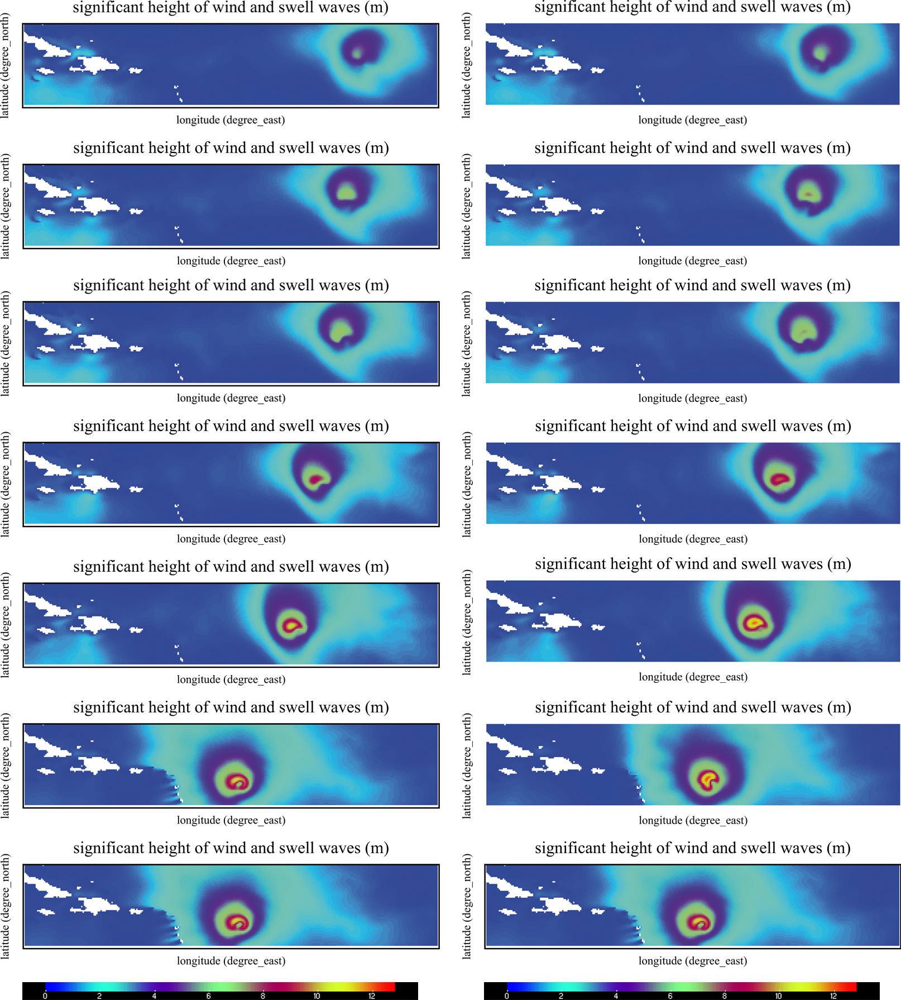 significant height of wind and swell waves (m)
significant height of wind and swell waves (m)
latitude (degree_north)
latitude (degree_north)
longitude (degree_east)
longitude (degree_east)
significant height of wind and swell waves (m)
significant height of wind and swell waves (m)
latitude (degree_north)
latitude (degree_north)
longitude (degree_east)
longitude (degree_east)
significant height of wind and swell waves (m)
significant height of wind and swell waves (m)
latitude (degree_north)
latitude (degree_north)
longitude (degree_east)
longitude (degree_east)
significant height of wind and swell waves (m)
significant height of wind and swell waves (m)
latitude (degree_north)
latitude (degree_north)
longitude (degree_east)
longitude (degree_east)
significant height of wind and swell waves (m)
significant height of wind and swell waves (m)
latitude (degree_north)
latitude (degree_north)
longitude (degree_east)
longitude (degree_east)
significant height of wind and swell waves (m)
significant height of wind and swell waves (m)
latitude (degree_north)
latitude (degree_north)
longitude (degree_east)
longitude (degree_east)
significant height of wind and swell waves (m)
significant height of wind and swell waves (m)
latitude (degree_north)
latitude (degree_north)
longitude (degree_east)
longitude (degree_east)
0 2 4 6 8 10 12
0 2 4 6 8 10 12